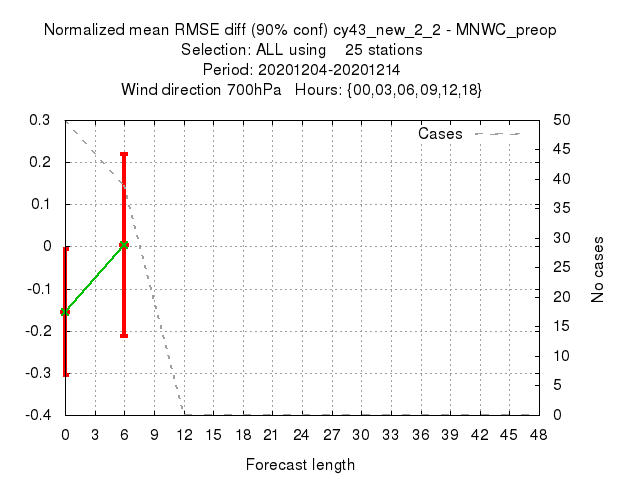 Normalized mean RMSE diff (90% conf) cy43_new_2_2 - MNWC_preop
Selection: ALL using 25 stations
Period: 20201204-20201214
Wind direction 700hPa Hours: {00,03,06,09,12,18}
Cases
0.3
0.2
0.1
0
-0.1
-0.2
-0.3
-0.4
50
45
40
35
30
25
20
15
10
5
0
No cases
0 3 6 9 12 15 18 21 24 27 30 33 36 39 42 45 48
Forecast length